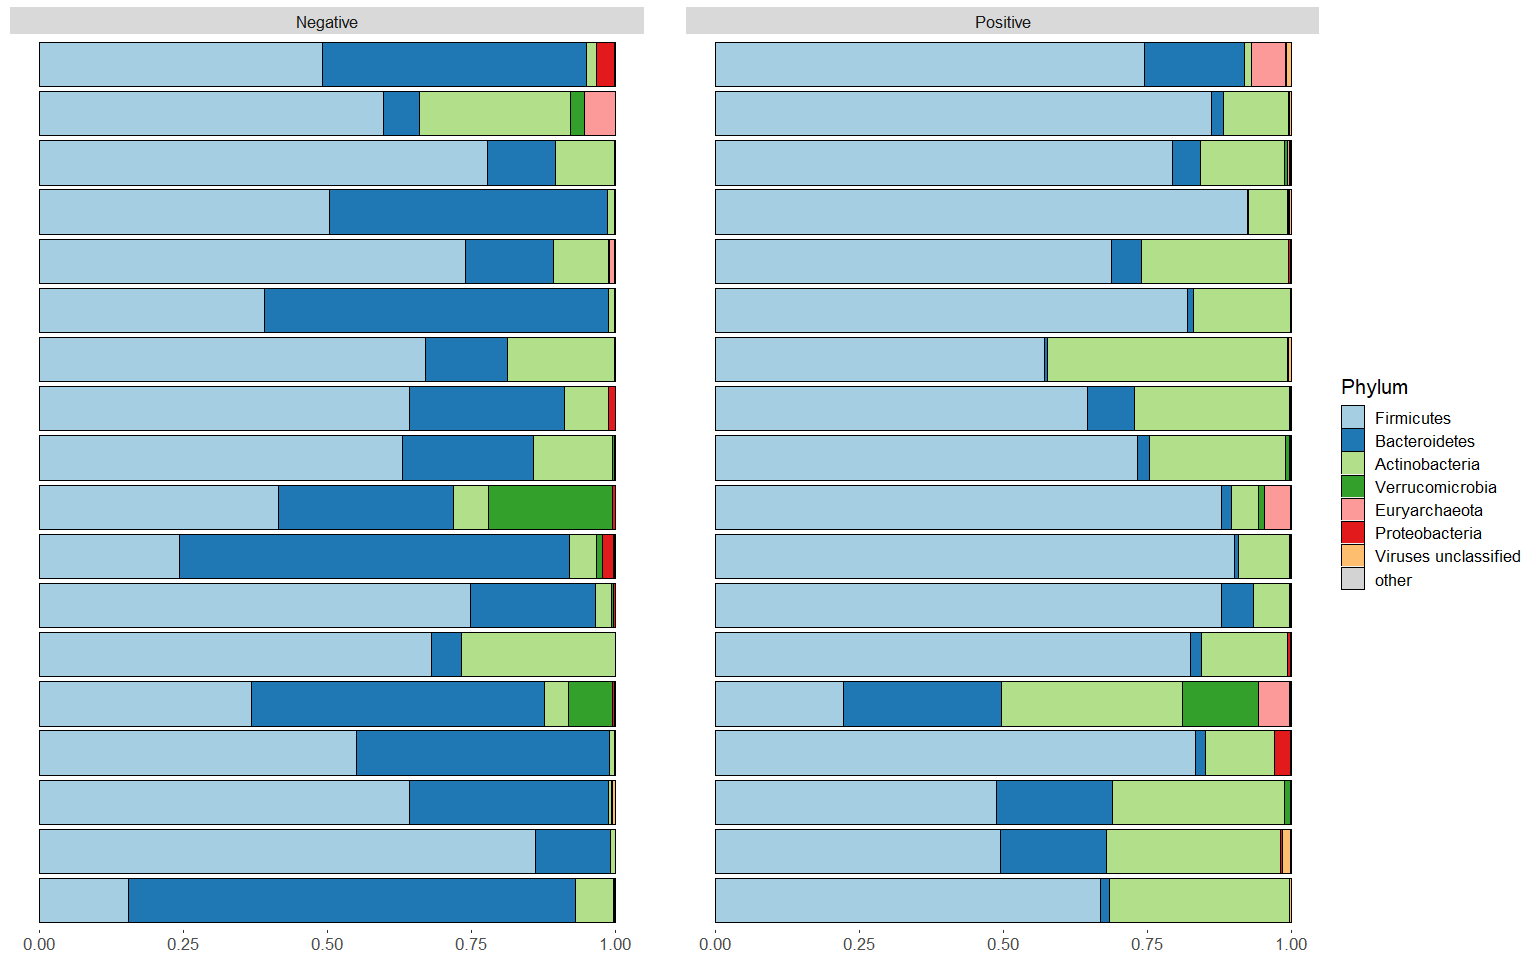 Negative
Positive
Phylum
Firmicutes
Bacteroidetes
Actinobacteria
Verrucomicrobia
Euryarchaeota
Proteobacteria
Viruses unclassified
other
0.00 0.25 0.50 0.75 1.00
0.00 0.25 0.50 0.75 1.00